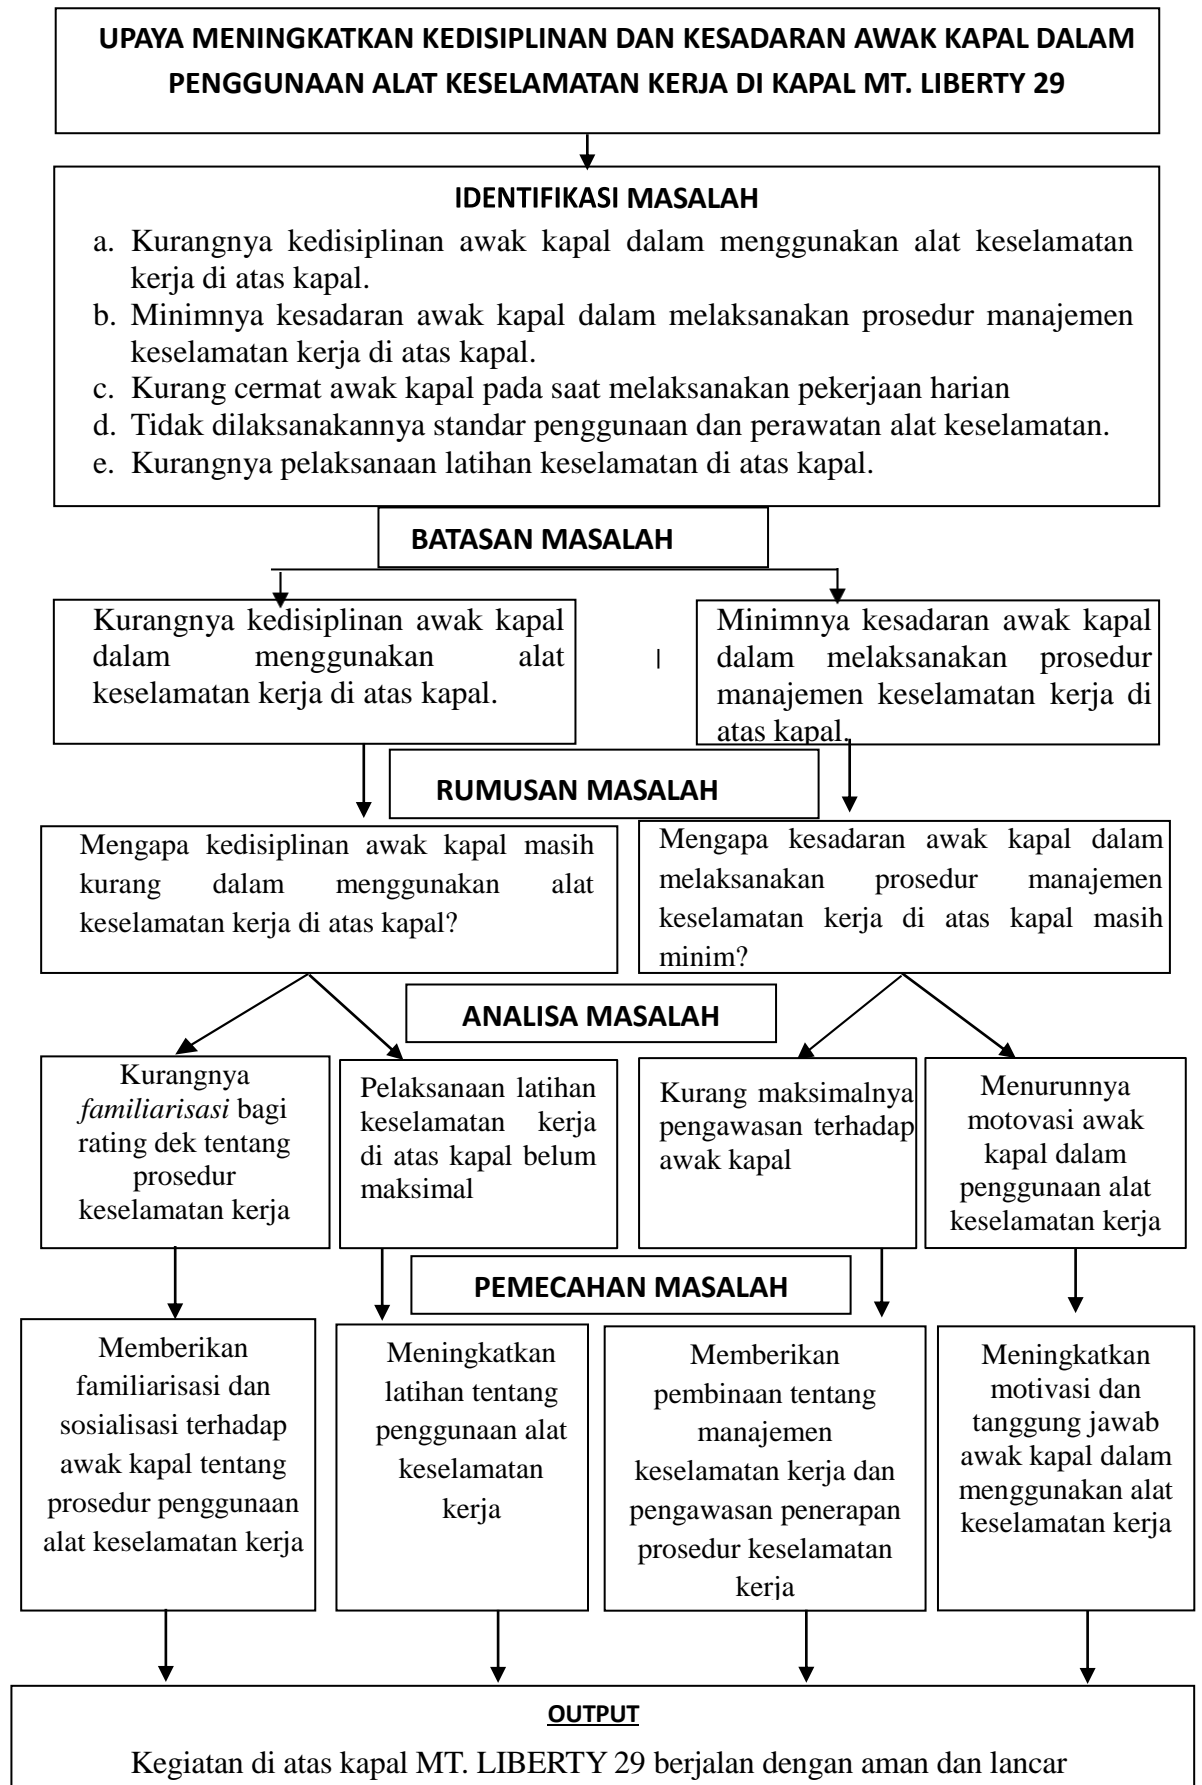 UPAYA MENINGKATKAN KEDISIPLINAN DAN KESADARAN AWAK KAPAL DALAM
PENGGUNAAN ALAT KESELAMATAN KERJA DI KAPAL MT. LIBERTY 29
IDENTIFIKASI MASALAH
a. Kurangnya kedisiplinan awak kapal dalam menggunakan alat keselamatan
kerja di atas kapal.
b. Minimnya kesadaran awak kapal dalam melaksanakan prosedur manajemen
keselamatan kerja di atas kapal.
c. Kurang cermat awak kapal pada saat melaksanakan pekerjaan harian
d. Tidak dilaksanakannya standar penggunaan dan perawatan alat keselamatan.
e. Kurangnya pelaksanaan latihan keselamatan di atas kapal.
BATASAN MASALAH
Kurangnya kedisiplinan awak kapal
dalam menggunakan alat
keselamatan kerja di atas kapal.
Minimnya kesadaran awak kapal
dalam melaksanakan prosedur
manajemen keselamatan kerja di
atas kapal.
RUMUSAN MASALAH
Mengapa kedisiplinan awak kapal masih
kurang dalam menggunakan alat
keselamatan kerja di atas kapal?
Mengapa kesadaran awak kapal dalam
melaksanakan prosedur manajemen
keselamatan kerja di atas kapal masih
minim?
ANALISA MASALAH
Kurangnya
familiarisasi bagi
rating dek tentang
prosedur
keselamatan kerja
Pelaksanaan latihan
keselamatan kerja
di atas kapal belum
maksimal
Kurang maksimalnya
pengawasan terhadap
awak kapal
Menurunnya
motovasi awak
kapal dalam
penggunaan alat
keselamatan kerja
PEMECAHAN MASALAH
Memberikan
familiarisasi dan
sosialisasi terhadap
awak kapal tentang
prosedur penggunaan
alat keselamatan kerja
Meningkatkan
latihan tentang
penggunaan alat
keselamatan
kerja
Memberikan
pembinaan tentang
manajemen
keselamatan kerja dan
pengawasan penerapan
prosedur keselamatan
kerja
Meningkatkan
motivasi dan
tanggung jawab
awak kapal dalam
menggunakan alat
keselamatan kerja
OUTPUT
Kegiatan di atas kapal MT. LIBERTY 29 berjalan dengan aman dan lancar